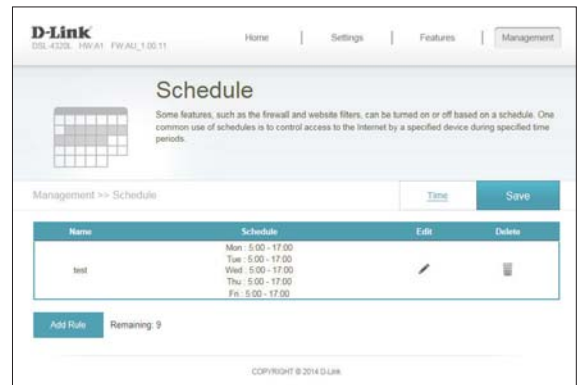 D-Link
DSL-4320L HW:A1 FW:AU_1.00.11
Home | Settings | Features | Management
Schedule
Some features, such as the firewall and website filters, can be turned on or off based on a schedule. One
common use of schedules is to control access to the Internet by a specified device during specified time
periods.
Management >> Schedule
Time
Save
Name Schedule Edit Delete
test
Mon : 5:00 - 17:00
Tue : 5:00 - 17:00
Wed : 5:00 - 17:00
Thu : 5:00 - 17:00
Fri : 5:00 - 17:00
Add Rule
Remaining: 9
COPYRIGHT © 2014 D-Link